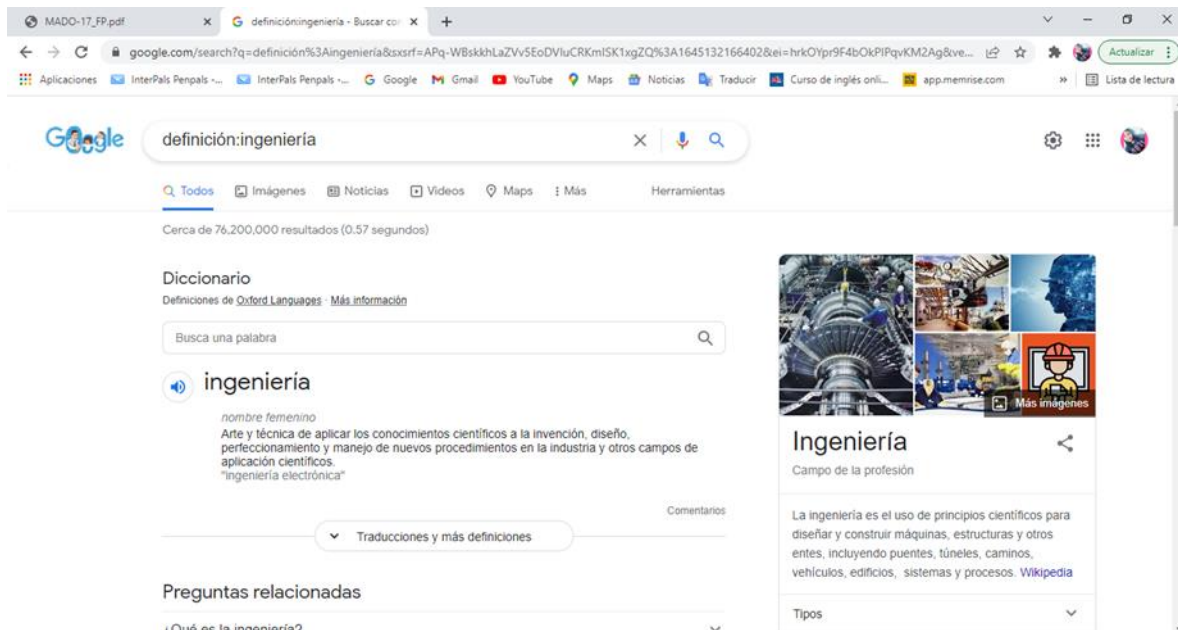 MADO-17_FP.pdf
definición:ingeniería - Buscar con
google.com/search?q=definición%3Aingeniería&sxsrf=APq-WBskkhLaZVv5EoDVIuCRKmISK1xgZQ%3A1645132166402&ei=hrkOYpr9F4bOkPIPqvKM2Ag&ve...
Actualizar
Aplicaciones InterPals Penpals -... InterPals Penpals -... Google Gmail YouTube Maps Noticias Traducir Curso de inglés onli... app.memrise.com » Lista de lectura
Google
definición:ingeniería
Todos Imágenes Noticias Videos Maps Más Herramientas
Cerca de 76,200,000 resultados (0.57 segundos)
Diccionario
Definiciones de Oxford Languages · Más información
Busca una palabra
ingeniería
nombre femenino
Arte y técnica de aplicar los conocimientos científicos a la invención, diseño,
perfeccionamiento y manejo de nuevos procedimientos en la industria y otros campos de
aplicación científicos.
"ingeniería electrónica"
Comentarios
Traducciones y más definiciones
Preguntas relacionadas
¿Qué es la ingeniería?
Más imágenes
Ingeniería
Campo de la profesión
La ingeniería es el uso de principios científicos para
diseñar y construir máquinas, estructuras y otros
entes, incluyendo puentes, túneles, caminos,
vehículos, edificios, sistemas y procesos. Wikipedia
Tipos